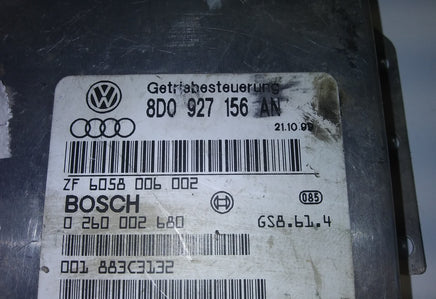 Getriebesteuerung
8D0 927 156 AN
21.10.99
ZF 6058 006 002
BOSCH
085
0 260 002 680
GS8.61.4
001 883C3132